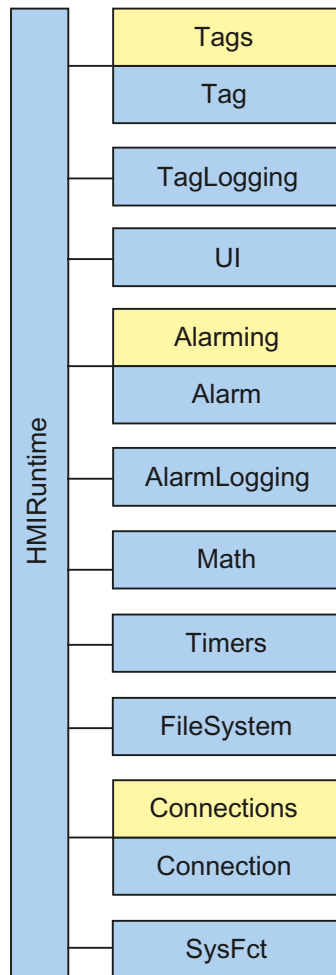 HMIRuntime
Tags
Tag
TagLogging
UI
Alarming
Alarm
AlarmLogging
Math
Timers
FileSystem
Connections
Connection
SysFct